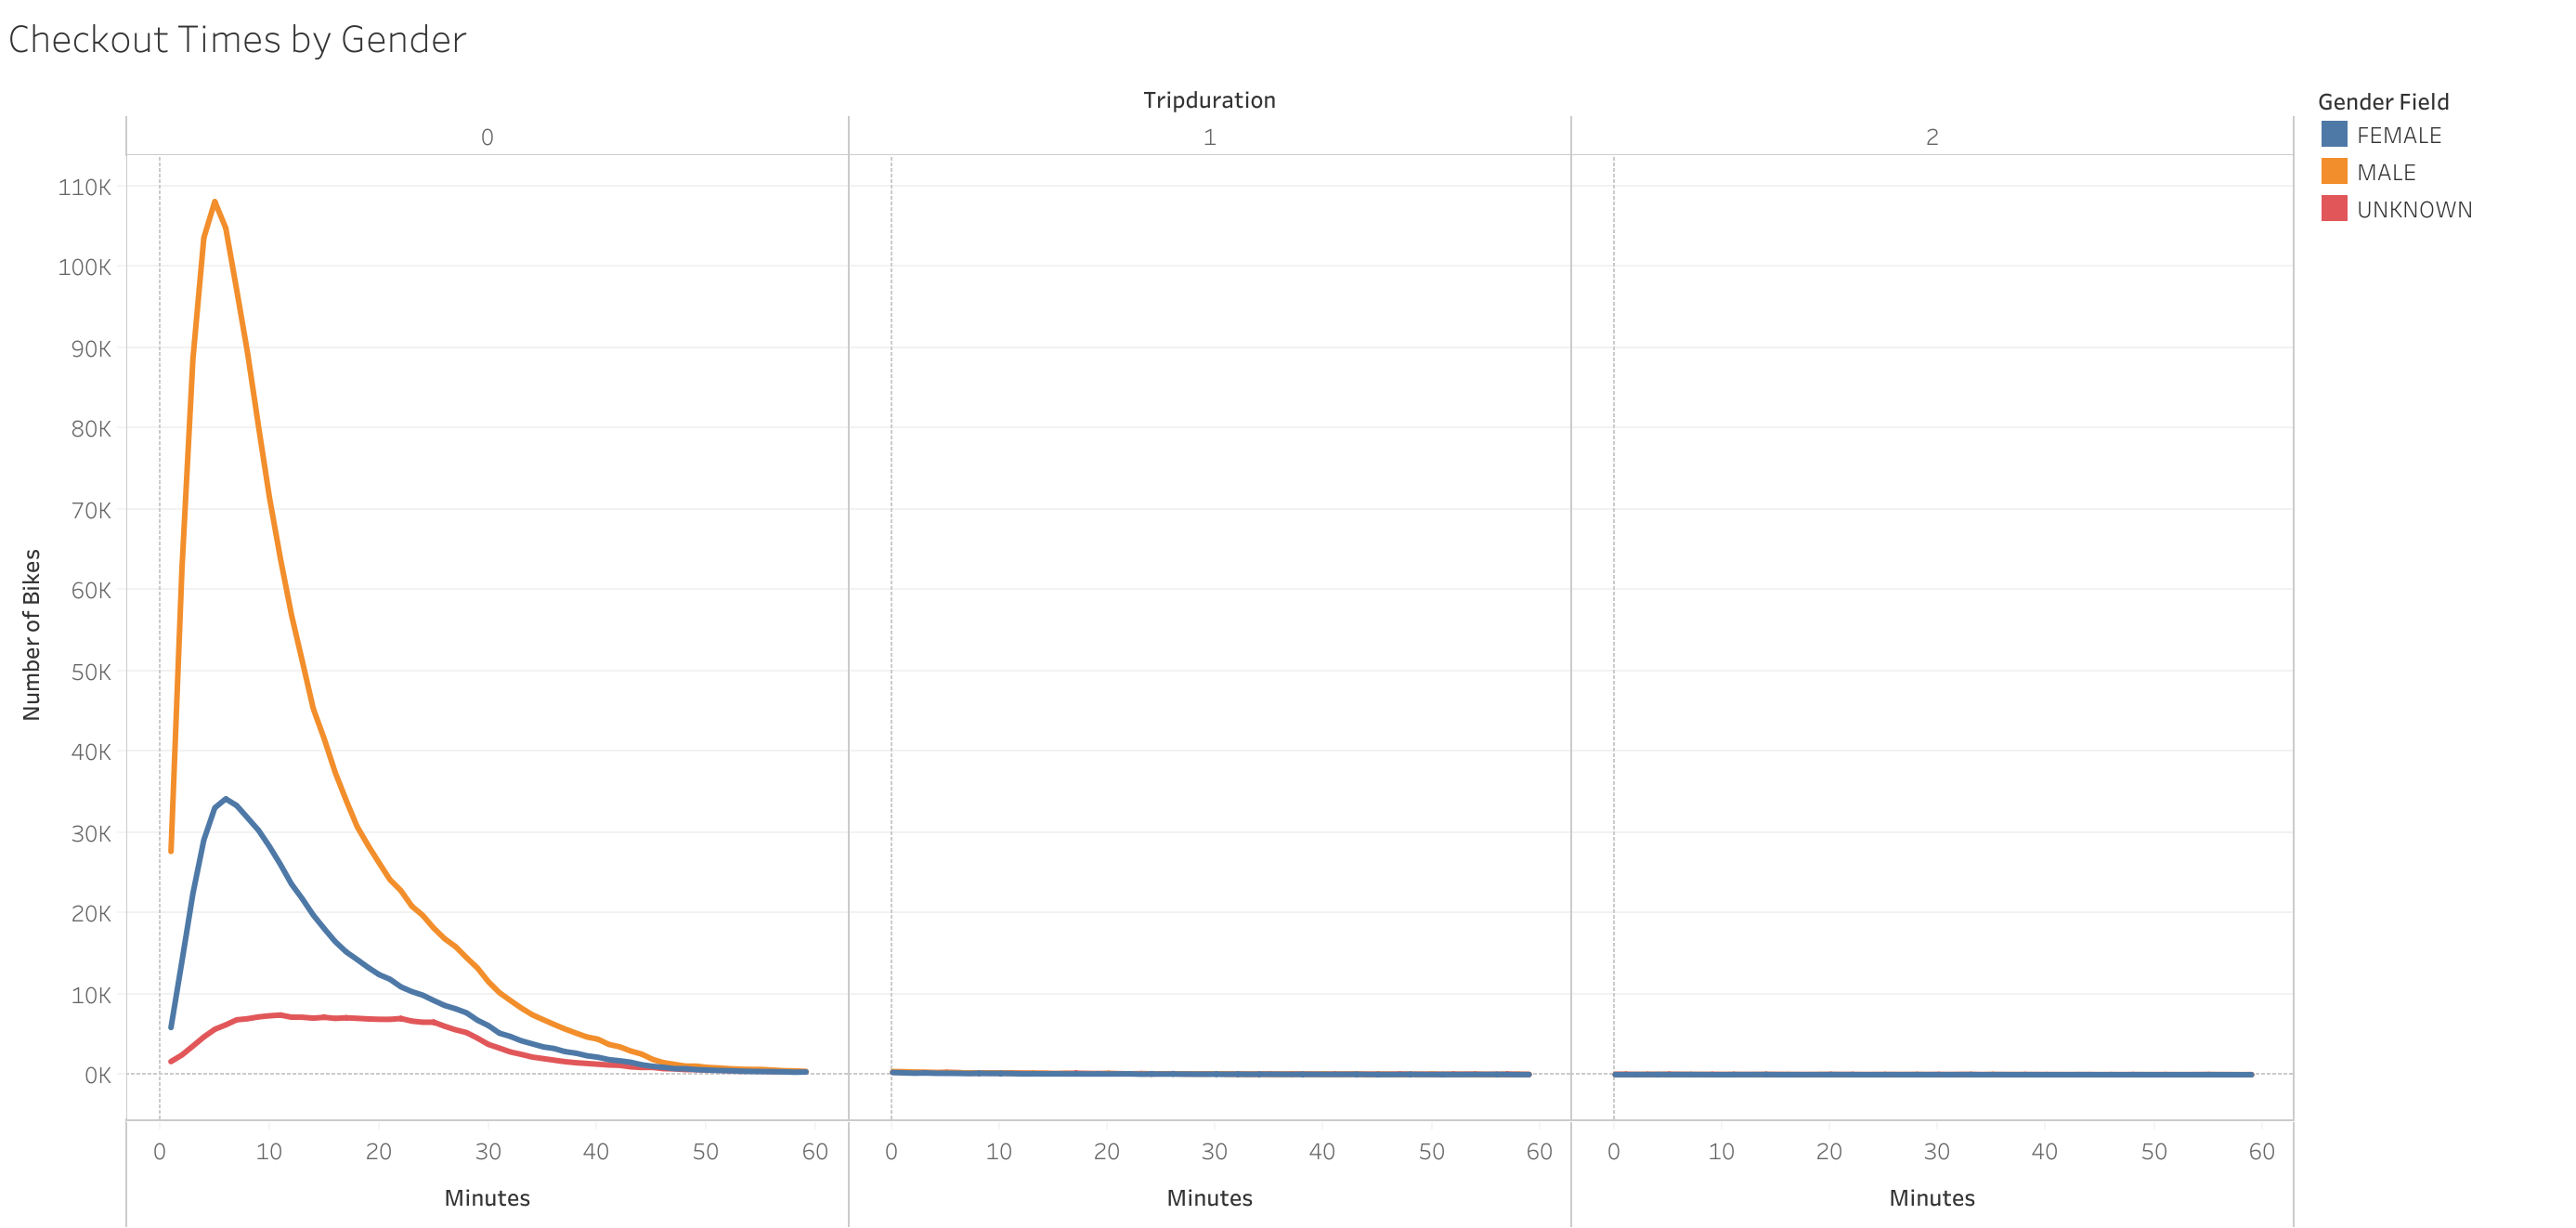 Checkout Times by Gender
Tripduration
0 1 2
110K
100K
90K
80K
70K
60K
50K
40K
30K
20K
10K
0K
Number of Bikes
0 10 20 30 40 50 60 0 10 20 30 40 50 60 0 10 20 30 40 50 60
Minutes Minutes Minutes
Gender Field
FEMALE
MALE
UNKNOWN